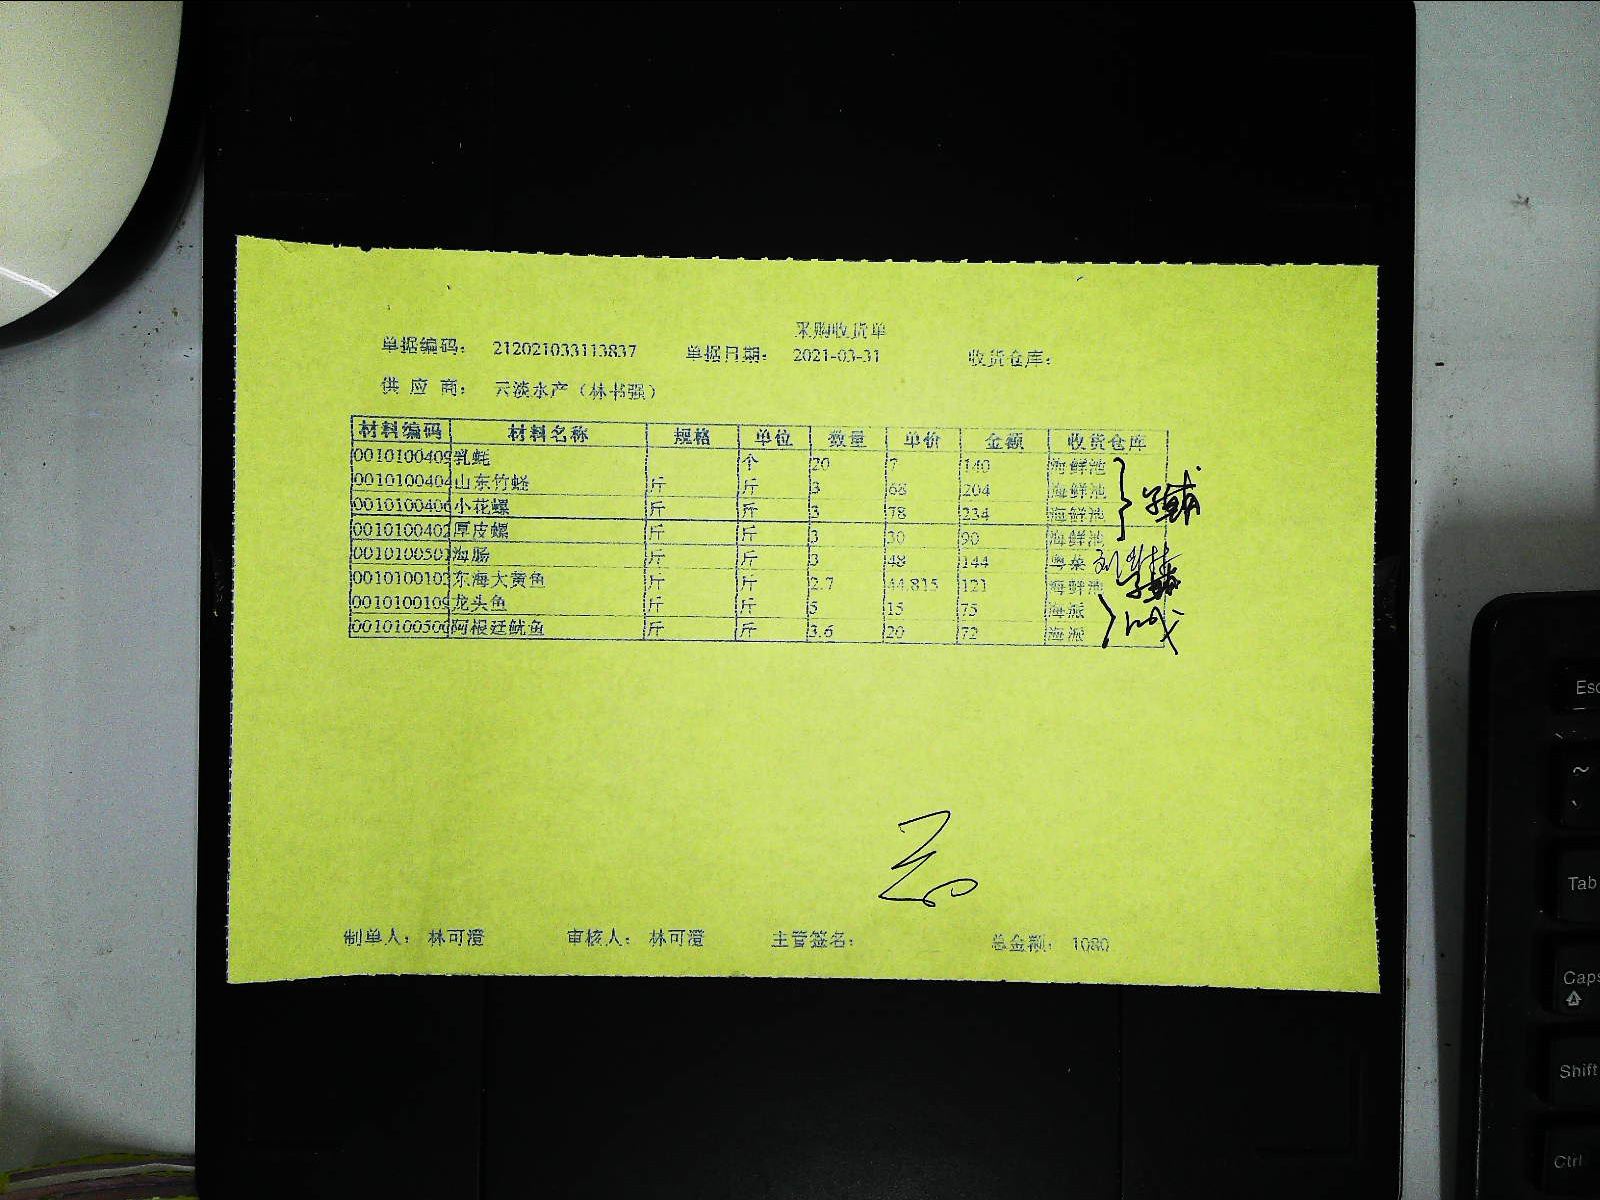 采购收货单
单据编码： 212021033113837 单据日期： 2021-03-31 收货仓库：
供 应 商： 云淡水产（林书强）
材料编码 材料名称 规格 单位 数量 单价 金额 收货仓库
0010100409 乳蚝 个 20 7 140 海鲜池
0010100404 山东竹蛏 斤 斤 3 68 204 海鲜池
0010100406 小花螺 斤 斤 3 78 234 海鲜池
0010100402 厚皮螺 斤 斤 3 30 90 海鲜池
0010100501 海肠 斤 斤 3 48 144 粤菜
0010100103 东海大黄鱼 斤 斤 2.7 44.815 121 海鲜池
0010100109 龙头鱼 斤 斤 5 15 75 海派
0010100500 阿根廷鱿鱼 斤 斤 3.6 20 72 海派
制单人： 林可澄 审核人： 林可澄 主管签名： 总金额： 1080
Esc
~
Tab
Caps
Shift
Ctrl